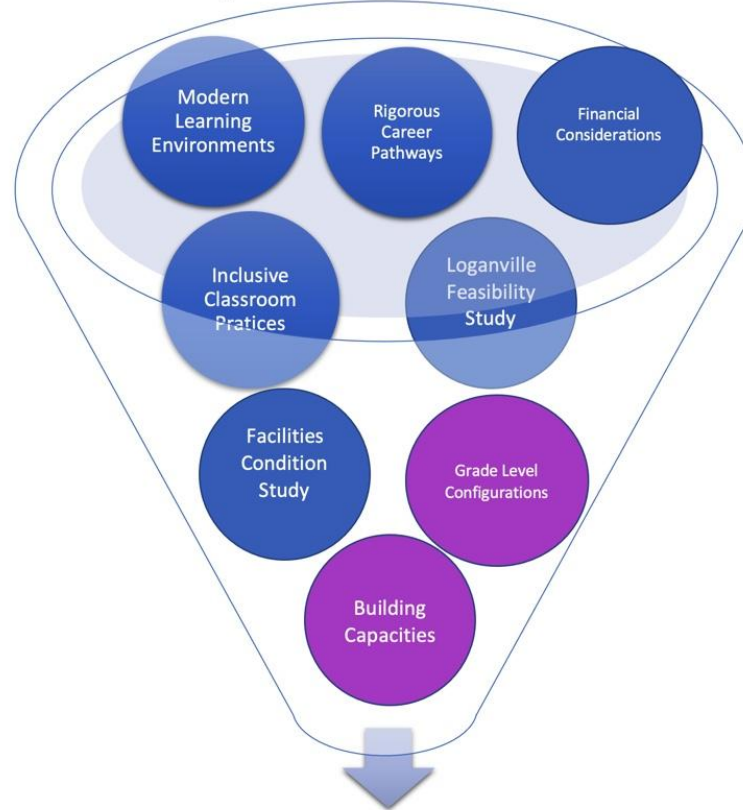 Modern
Learning
Environments
Rigorous
Career
Pathways
Financial
Considerations
Inclusive
Classroom
Pratices
Loganville
Feasibility
Study
Facilities
Condition
Study
Grade Level
Configurations
Building
Capacities